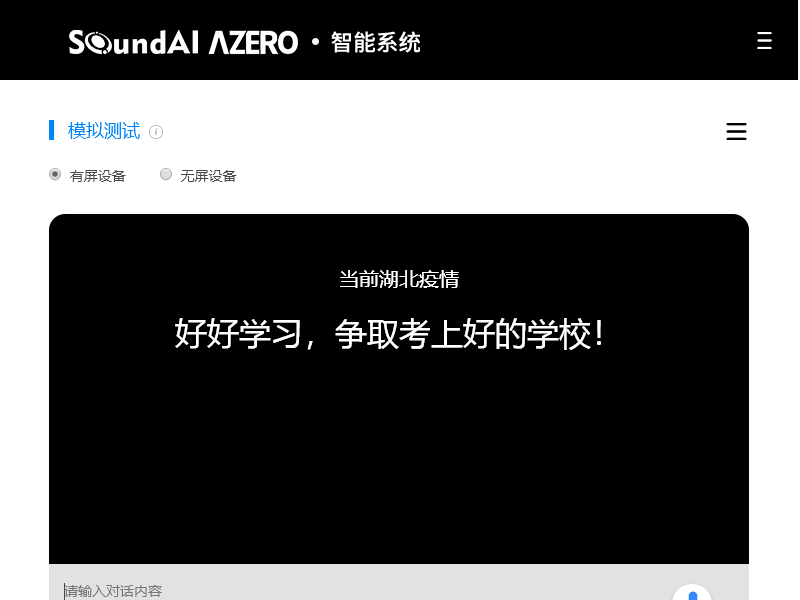 SoundAI AZERO · 智能系统
模拟测试
有屏设备 无屏设备
当前湖北疫情
好好学习，争取考上好的学校！
请输入对话内容